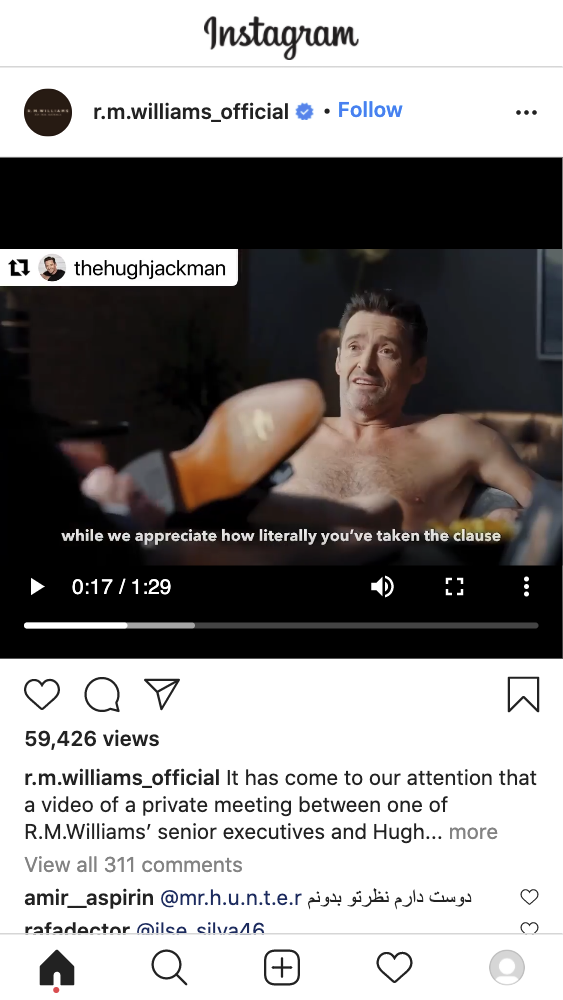 Instagram
R.M.WILLIAMS
r.m.williams_official • Follow
thehughjackman
while we appreciate how literally you've taken the clause
0:17 / 1:29
59,426 views
r.m.williams_official It has come to our attention that
a video of a private meeting between one of
R.M.Williams' senior executives and Hugh... more
View all 311 comments
amir__aspirin @mr.h.u.n.t.e.r دوست دارم نظرتو بدونم
rafadector @ilse_silva46